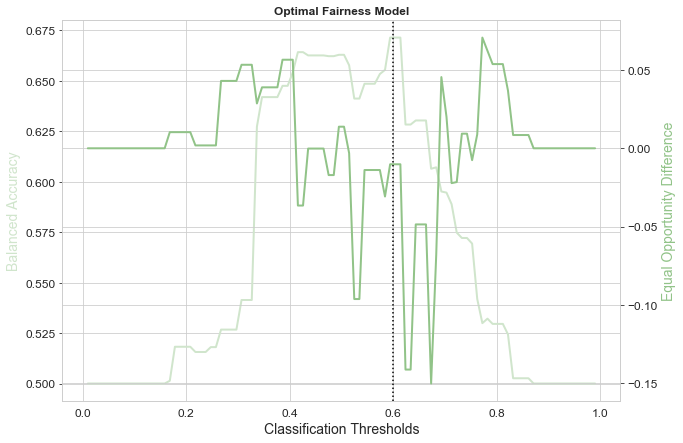 Optimal Fairness Model
0.675
0.650
0.625
0.600
0.575
0.550
0.525
0.500
Balanced Accuracy
0.05
0.00
−0.05
−0.10
−0.15
Equal Opportunity Difference
0.0 0.2 0.4 0.6 0.8 1.0
Classification Thresholds